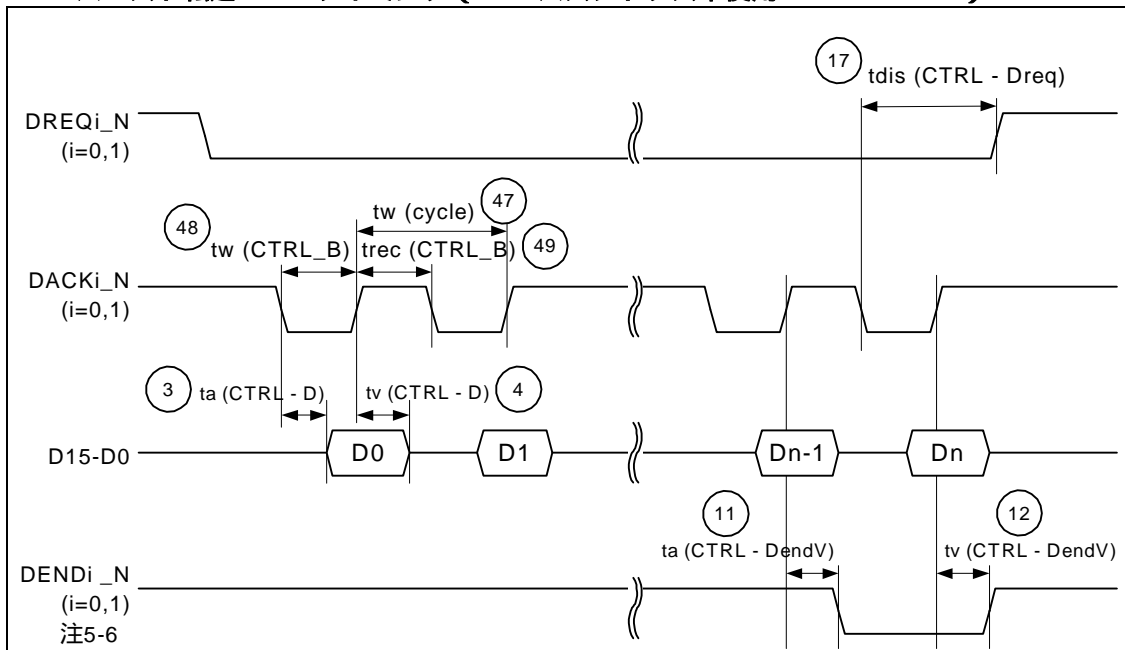 17
tdis (CTRL - Dreq)
DREQi_N
(i=0,1)
48
tw (cycle)
47
tw (CTRL_B)
trec (CTRL_B)
49
DACKi_N
(i=0,1)
3
ta (CTRL - D)
tv (CTRL - D)
4
D15-D0
D0
D1
Dn-1
Dn
11
12
ta (CTRL - DendV)
tv (CTRL - DendV)
DENDi _N
(i=0,1)
注5-6